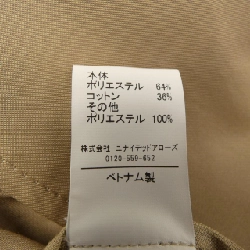 本体
ポリエステル 64%
コットン 36%
その他
ポリエステル 100%
株式会社 ユナイテッドアローズ
0120-559-652
ベトナム製